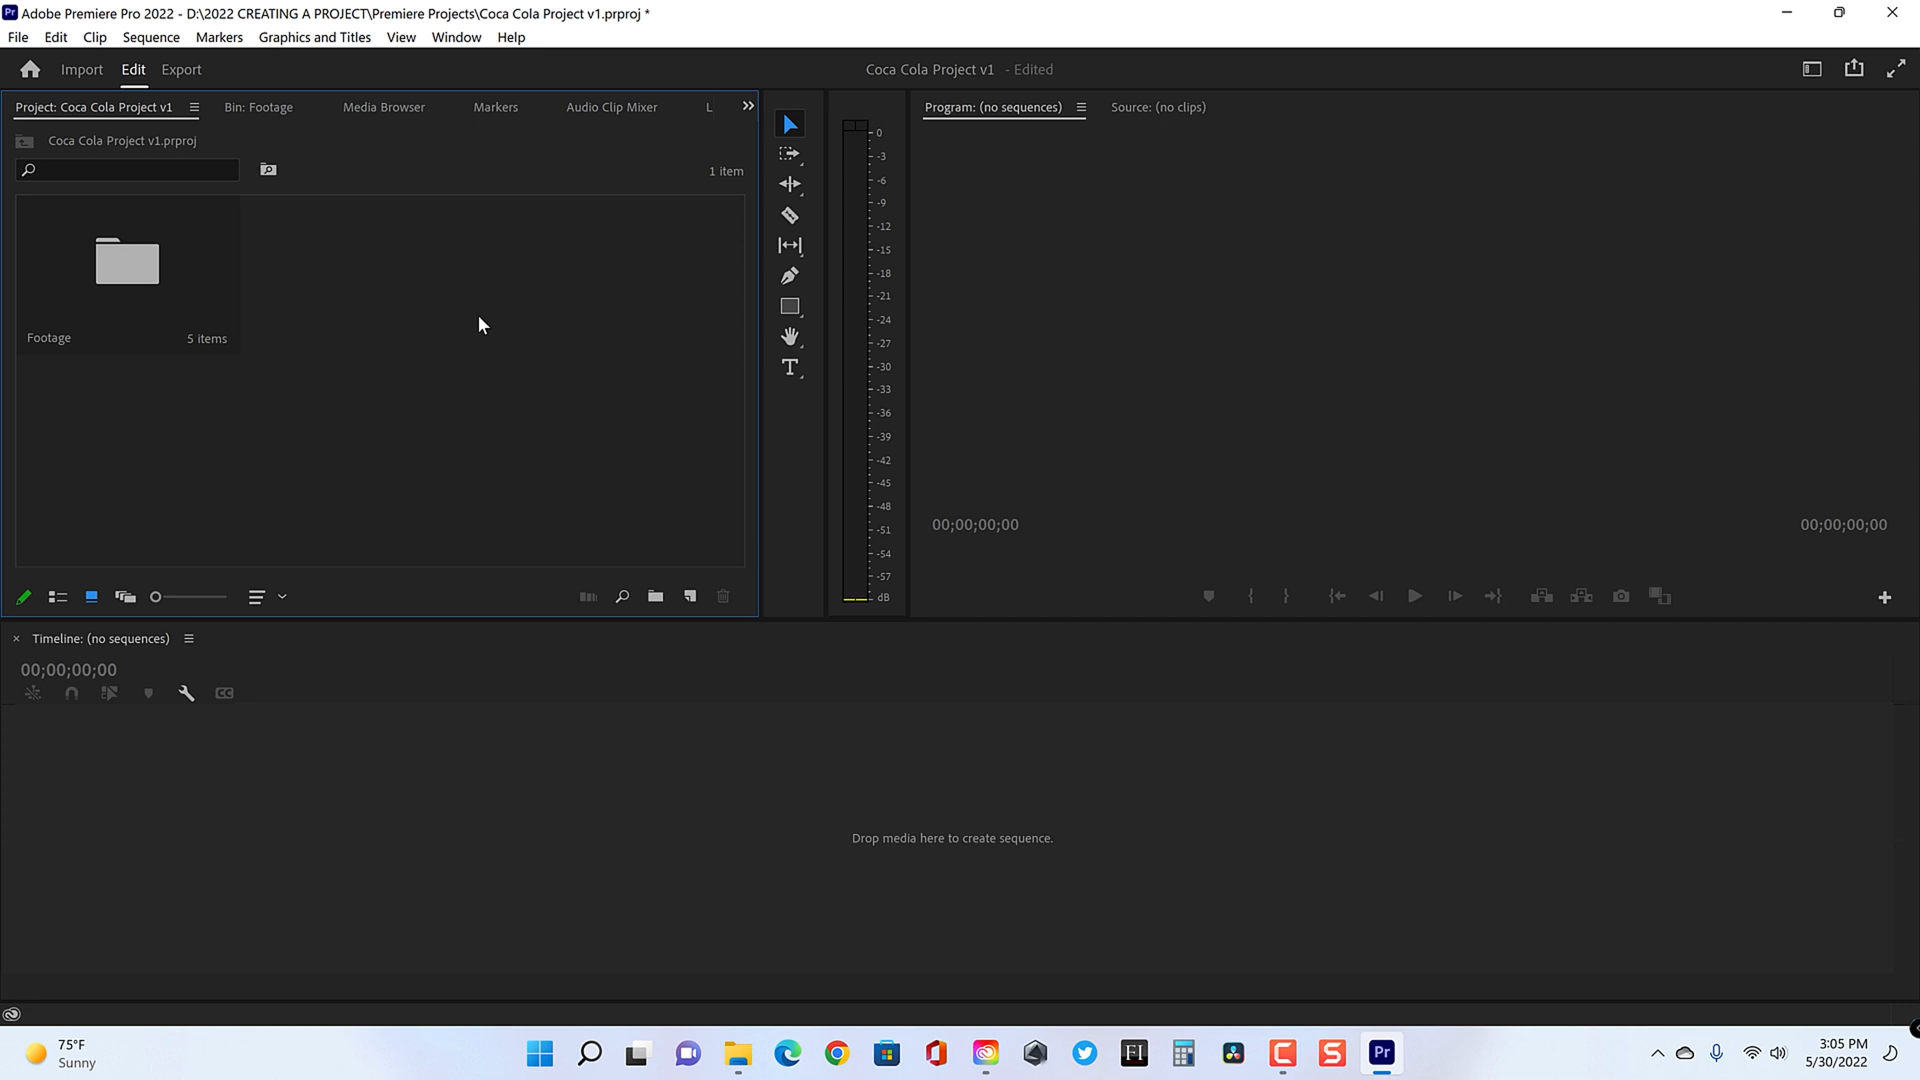 Pr Adobe Premiere Pro 2022 - D:\2022 CREATING A PROJECT\Premiere Projects\Coca Cola Project v1.prproj *
File Edit Clip Sequence Markers Graphics and Titles View Window Help
Import Edit Export Coca Cola Project v1 - Edited
Project: Coca Cola Project v1 Bin: Footage Media Browser Markers Audio Clip Mixer L Program: (no sequences) Source: (no clips)
Coca Cola Project v1.prproj
1 item
Footage 5 items
0
-3
-6
-9
-12
-15
-18
-21
-24
-27
-30
-33
-36
-39
-42
-45
-48
-51
-54
-57
dB
00;00;00;00 00;00;00;00
Timeline: (no sequences)
00;00;00;00
CC
Drop media here to create sequence.
75°F
Sunny
EI
C
S
Pr
3:05 PM
5/30/2022